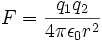 F = \frac{q_1 q_2}{4\pi\epsilon_0 r^2}